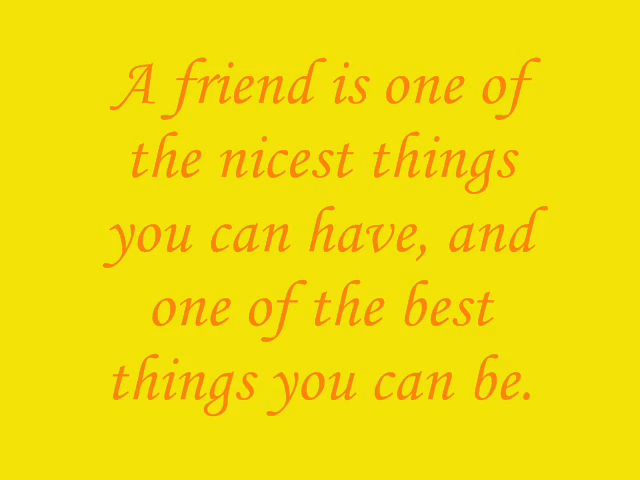 A friend is one of
the nicest things
you can have, and
one of the best
things you can be.